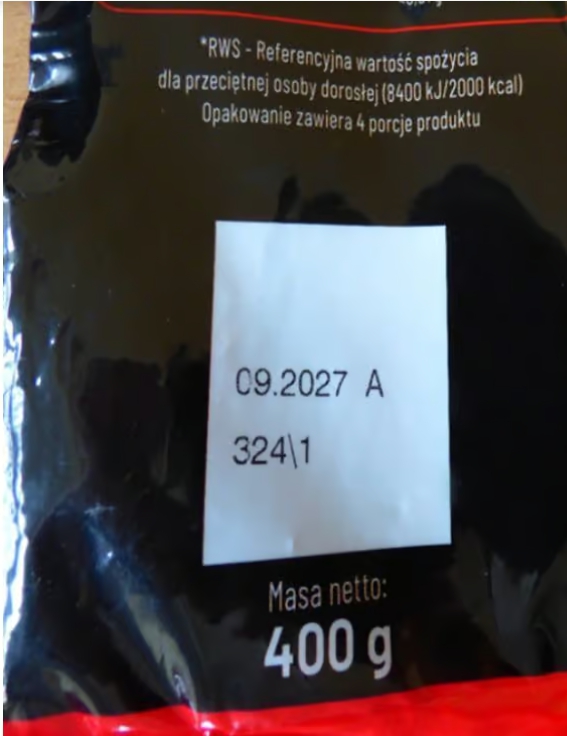 *RWS - Referencyjna wartość spożycia
dla przeciętnej osoby dorosłej (8400 kJ/2000 kcal)
Opakowanie zawiera 4 porcje produktu
09.2027 A
324\1
Masa netto:
400 g